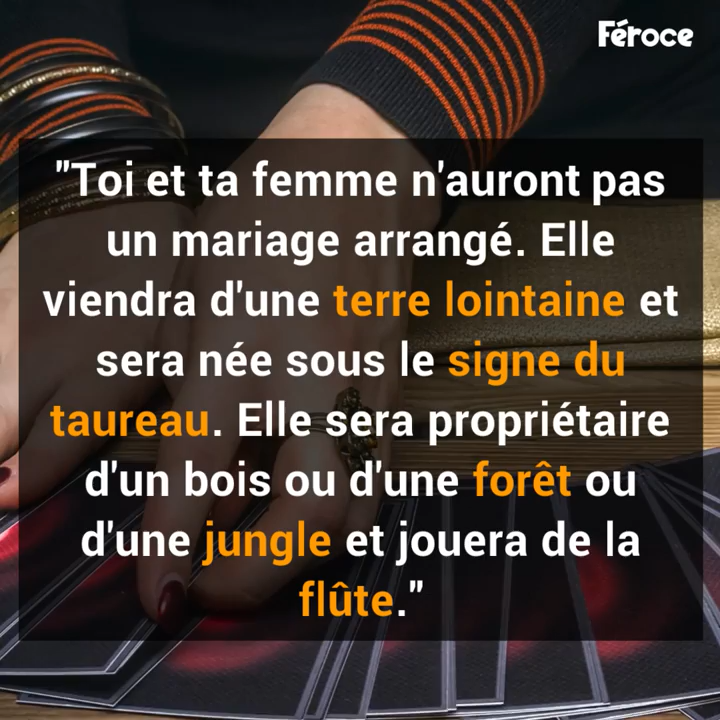 Féroce
"Toi et ta femme n'auront pas
un mariage arrangé. Elle
viendra d'une terre lointaine et
sera née sous le signe du
taureau. Elle sera propriétaire
d'un bois ou d'une forêt ou
d'une jungle et jouera de la
flûte."